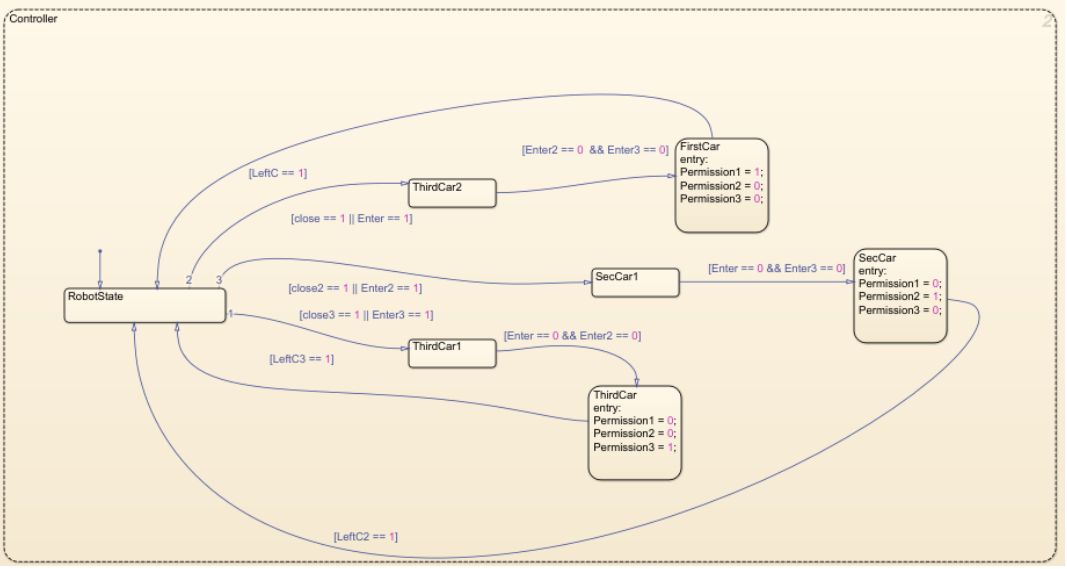 Controller
2
[Enter2 == 0 && Enter3 == 0]
FirstCar
entry:
Permission1 = 1;
Permission2 = 0;
Permission3 = 0;
[LeftC == 1]
ThirdCar2
[close == 1 || Enter == 1]
SecCar
entry:
Permission1 = 0;
Permission2 = 1;
Permission3 = 0;
[Enter == 0 && Enter3 == 0]
SecCar1
2
3
RobotState
[close2 == 1 || Enter2 == 1]
1
[close3 == 1 || Enter3 == 1]
[Enter == 0 && Enter2 == 0]
ThirdCar1
[LeftC3 == 1]
ThirdCar
entry:
Permission1 = 0;
Permission2 = 0;
Permission3 = 1;
[LeftC2 == 1]